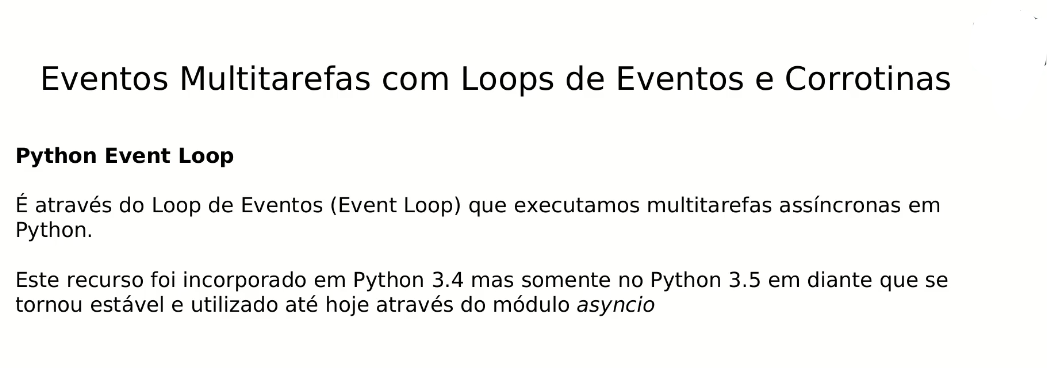 Eventos Multitarefas com Loops de Eventos e Corrotinas
Python Event Loop
É através do Loop de Eventos (Event Loop) que executamos multitarefas assíncronas em
Python.
Este recurso foi incorporado em Python 3.4 mas somente no Python 3.5 em diante que se
tornou estável e utilizado até hoje através do módulo asyncio